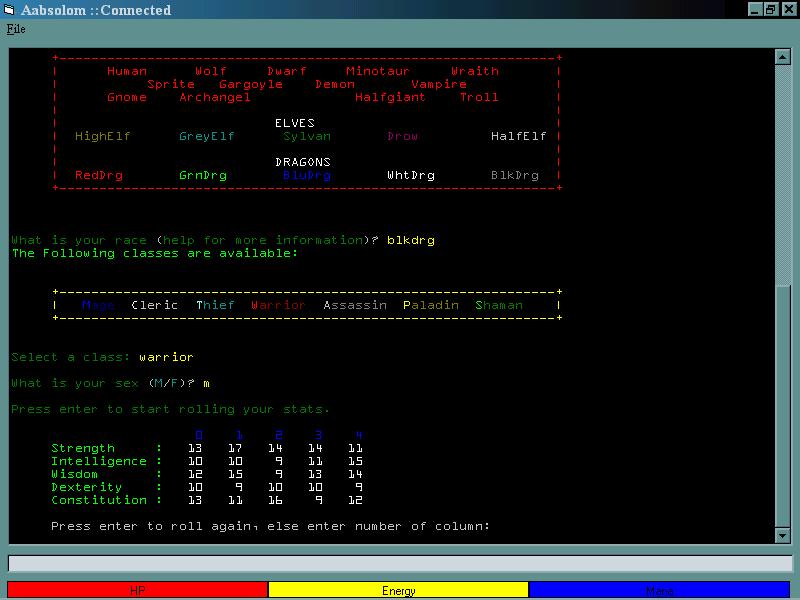 Aabsolom :: Connected
File
Human Wolf Dwarf Minotaur Wraith
Sprite Gargoyle Demon Vampire
Gnome Archangel Halfgiant Troll
ELVES
HighElf GreyElf Sylvan Drow HalfElf
DRAGONS
RedDrg GrnDrg BluDrg WhtDrg BlkDrg
What is your race (help for more information)? blkdrg
The Following classes are available:
Mage Cleric Thief Warrior Assassin Paladin Shaman
Select a class: warrior
What is your sex (M/F)? m
Press enter to start rolling your stats.
0 1 2 3 4
Strength : 13 17 14 14 11
Intelligence : 10 10 9 11 15
Wisdom : 12 15 9 13 14
Dexterity : 10 9 10 10 9
Constitution : 13 11 16 9 12
Press enter to roll again, else enter number of column:
HP Energy Mana